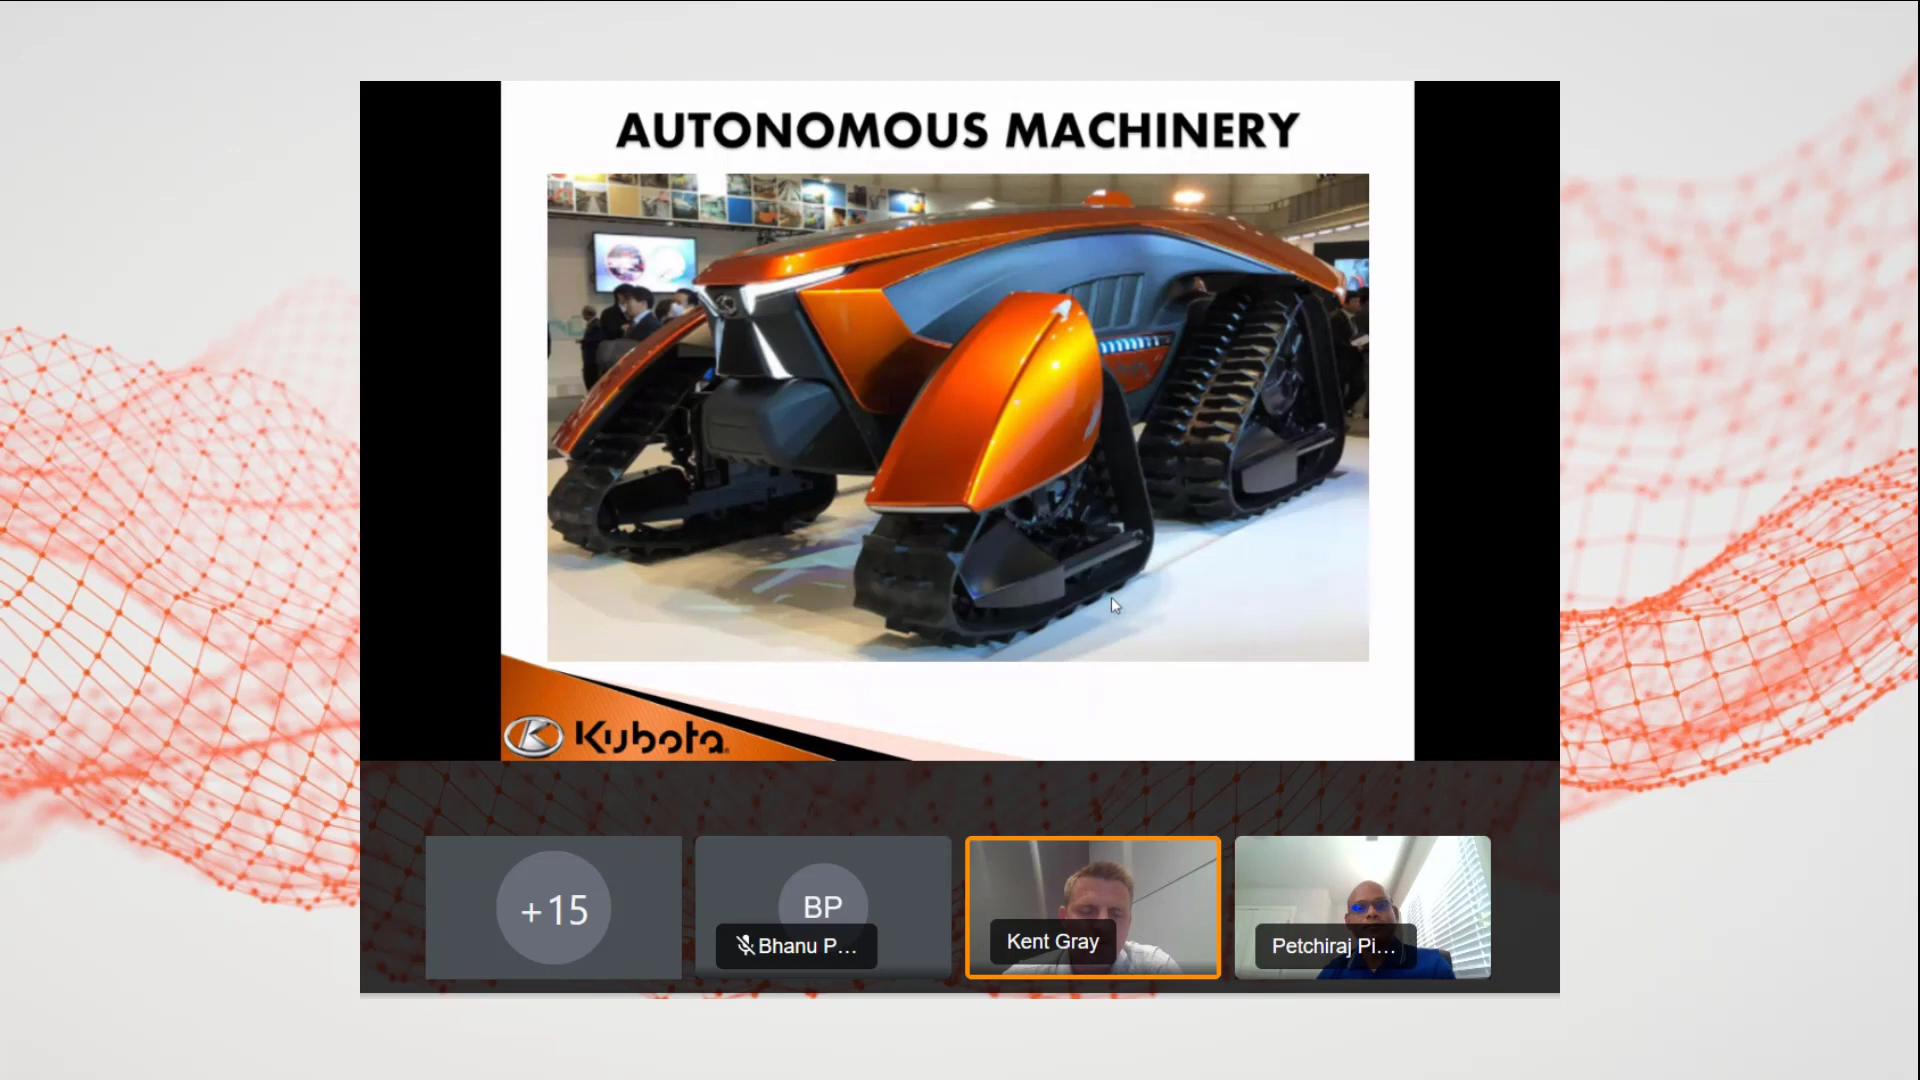 AUTONOMOUS MACHINERY
Kubota
+15
BP
Bhanu P...
Kent Gray
Petchiraj Pi...